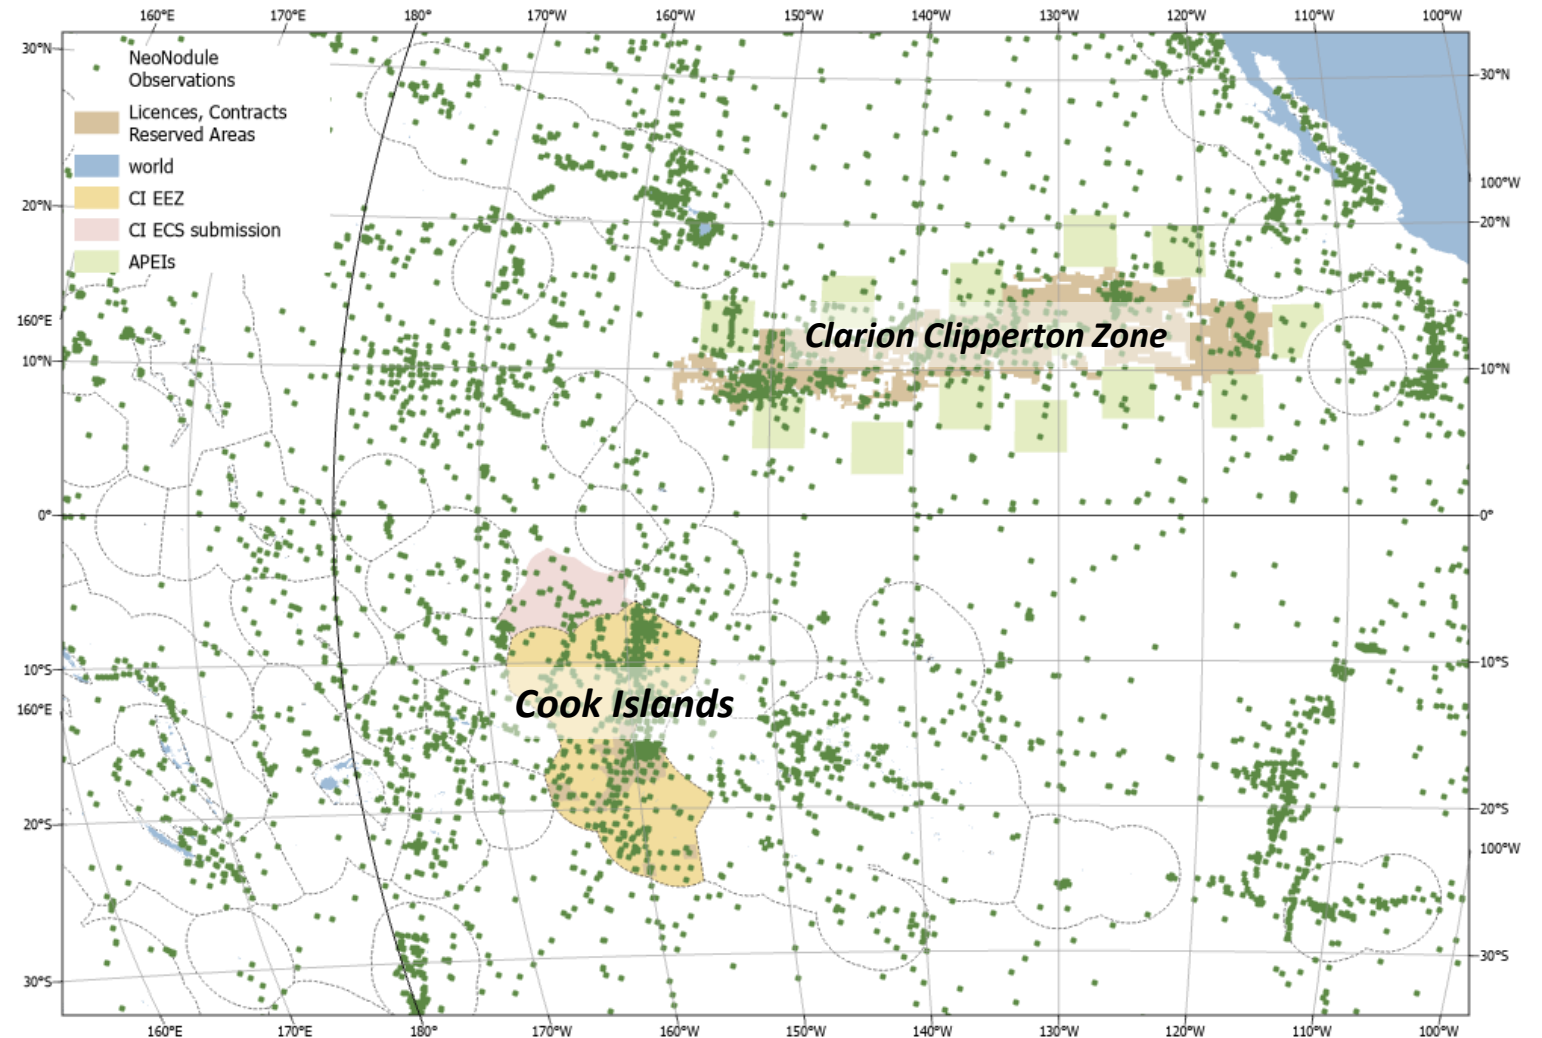 160°E 170°E 180° 170°W 160°W 150°W 140°W 130°W 120°W 110°W 100°W
30°N
NeoNodule
Observations
30°N
Licences, Contracts
Reserved Areas
world
100°W
CI EEZ
20°N
20°N
CI ECS submission
APEIs
160°E
Clarion Clipperton Zone
10°N
10°N
0°
0°
10°S
10°S
160°E
Cook Islands
20°S
20°S
100°W
30°S
30°S
160°E 170°E 180° 170°W 160°W 150°W 140°W 130°W 120°W 110°W 100°W